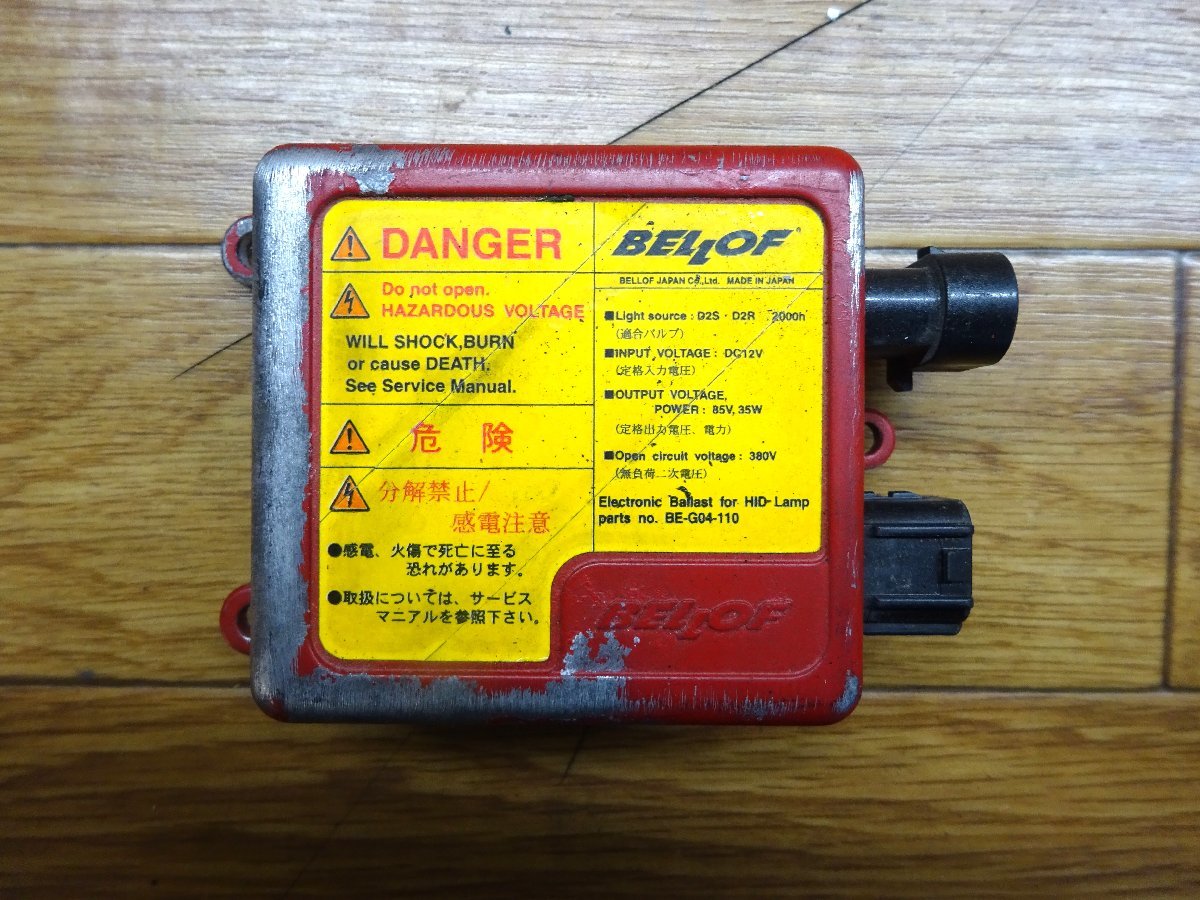 DANGER
Do not open.
HAZARDOUS VOLTAGE
WILL SHOCK,BURN
or cause DEATH.
See Service Manual.
危険
分解禁止/
感電注意
●感電、火傷で死亡に至る
恐れがあります。
●取扱については、サービス
マニアルを参照下さい。
BELLOF
BELLOF JAPAN Co.,Ltd. MADE IN JAPAN
■Light source : D2S・D2R 2000h
(適合バルブ)
■INPUT VOLTAGE : DC12V
(定格入力電圧)
■OUTPUT VOLTAGE,
POWER : 85V, 35W
(定格出力電圧、電力)
■Open circuit voltage : 380V
(無負荷二次電圧)
Electronic Ballast for HID Lamp
parts no. BE-G04-110
BELLOF